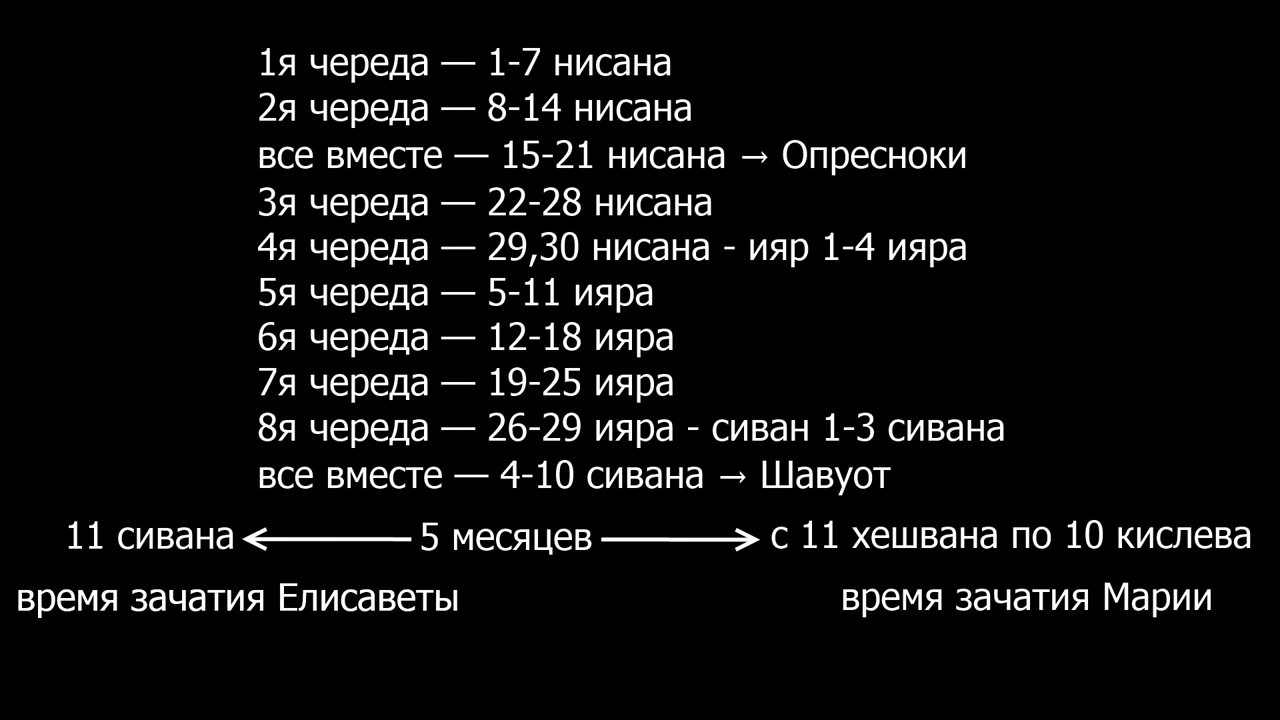 1я череда — 1-7 нисана
2я череда — 8-14 нисана
все вместе — 15-21 нисана → Опресноки
3я череда — 22-28 нисана
4я череда — 29,30 нисана - ияр 1-4 ияра
5я череда — 5-11 ияра
6я череда — 12-18 ияра
7я череда — 19-25 ияра
8я череда — 26-29 ияра - сиван 1-3 сивана
все вместе — 4-10 сивана → Шавуот
11 сивана 5 месяцев с 11 хешвана по 10 кислева
время зачатия Елисаветы время зачатия Марии